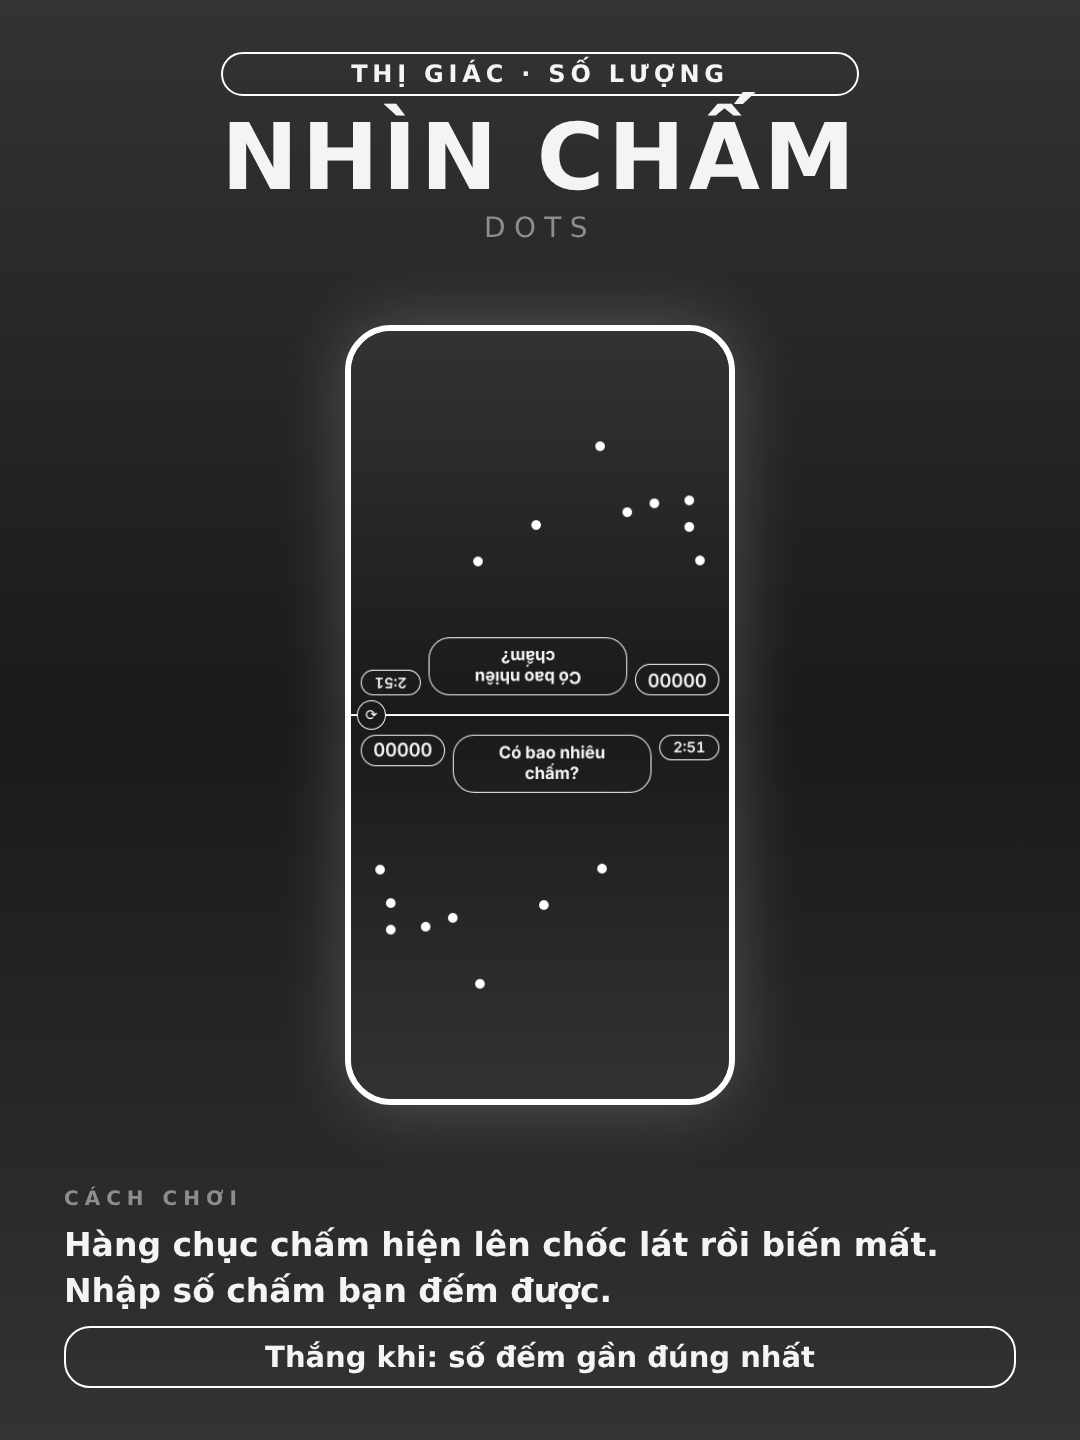 THỊ GIÁC · SỐ LƯỢNG
NHÌN CHẤM
DOTS
Có bao nhiêu
chấm?
2:51
00000
⟳
00000
Có bao nhiêu
chấm?
2:51
CÁCH CHƠI
Hàng chục chấm hiện lên chốc lát rồi biến mất.
Nhập số chấm bạn đếm được.
Thắng khi: số đếm gần đúng nhất